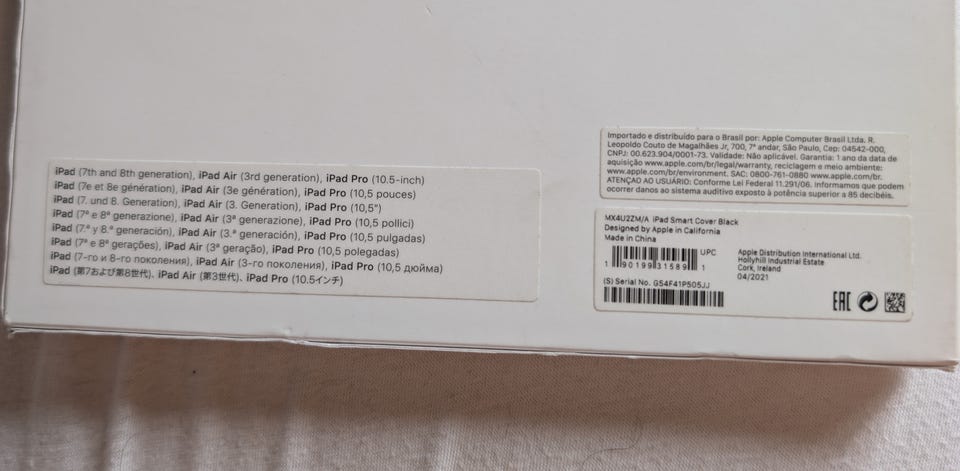 iPad (7th and 8th generation), iPad Air (3rd generation), iPad Pro (10.5-inch)
iPad (7e et 8e génération), iPad Air (3e génération), iPad Pro (10,5 pouces)
iPad (7. und 8. Generation), iPad Air (3. Generation), iPad Pro (10,5")
iPad (7ª e 8ª generazione), iPad Air (3ª generazione), iPad Pro (10,5 pollici)
iPad (7.ª y 8.ª generación), iPad Air (3.ª generación), iPad Pro (10,5 pulgadas)
iPad (7ª e 8ª gerações), iPad Air (3ª geração), iPad Pro (10,5 polegadas)
iPad (7-го и 8-го поколения), iPad Air (3-го поколения), iPad Pro (10,5 дюйма)
iPad (第7および第8世代)、iPad Air (第3世代)、iPad Pro (10.5インチ)
Importado e distribuído para o Brasil por: Apple Computer Brasil Ltda. R.
Leopoldo Couto de Magalhães Jr, 700, 7º andar, São Paulo, Cep: 04542-000,
CNPJ: 00.623.904/0001-73. Validade: Não aplicável. Garantia: 1 ano da data de
aquisição www.apple.com/br/legal/warranty, reciclagem e meio ambiente:
www.apple.com/br/environment. SAC: 0800-761-0880 www.apple.com/br.
ATENÇÃO AO USUÁRIO: Conforme Lei Federal 11.291/06. Informamos que podem
ocorrer danos ao sistema auditivo exposto à potência superior a 85 decibéis.
MX4U2ZM/A iPad Smart Cover Black
Designed by Apple in California
Made in China
UPC
1 90199 31589 1
(S) Serial No. G54F41P505JJ
Apple Distribution International Ltd.
Hollyhill Industrial Estate
Cork, Ireland
04/2021
EAC